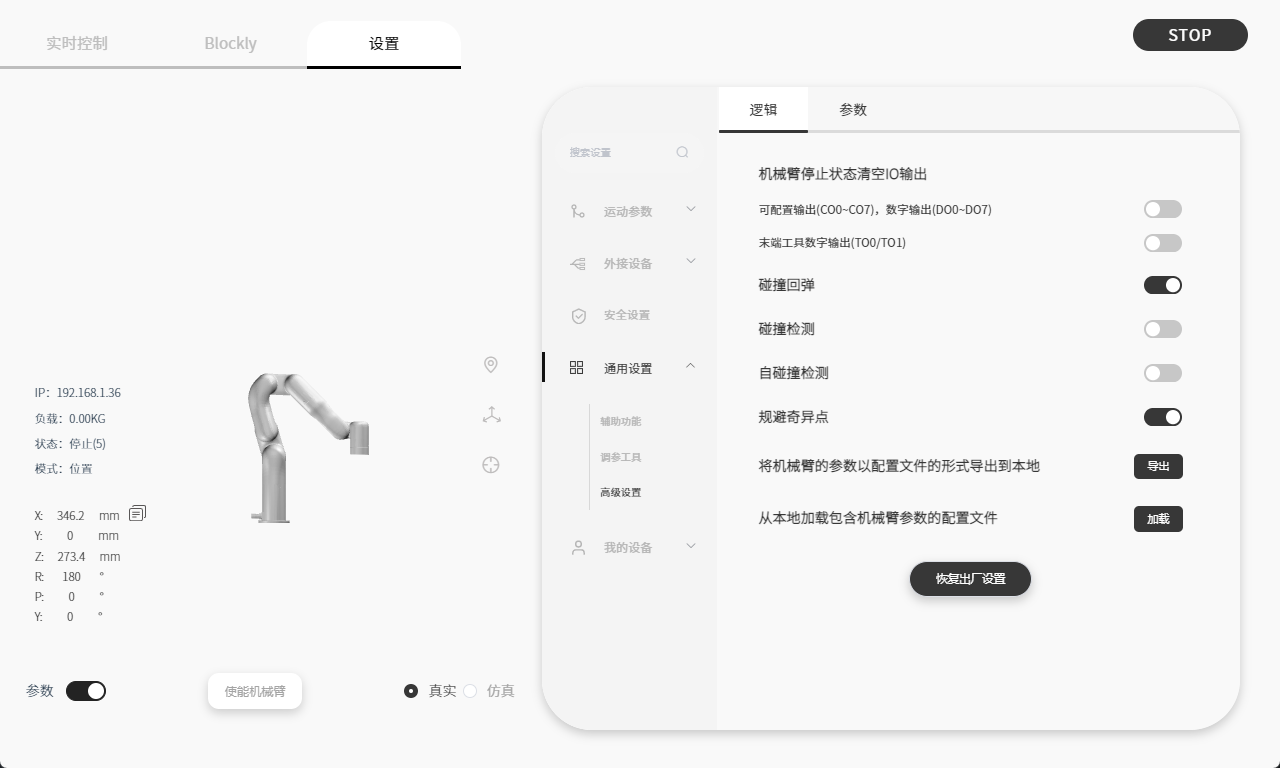 实时控制
Blockly
设置
STOP
逻辑
参数
搜索设置
运动参数
外接设备
安全设置
通用设置
辅助功能
调参工具
高级设置
我的设备
机械臂停止状态清空IO输出
可配置输出(CO0~CO7)，数字输出(DO0~DO7)
末端工具数字输出(TO0/TO1)
碰撞回弹
碰撞检测
自碰撞检测
规避奇异点
将机械臂的参数以配置文件的形式导出到本地
导出
从本地加载包含机械臂参数的配置文件
加载
恢复出厂设置
IP：192.168.1.36
负载：0.00KG
状态：停止(5)
模式：位置
X: 346.2 mm
Y: 0 mm
Z: 273.4 mm
R: 180 °
P: 0 °
Y: 0 °
参数
使能机械臂
真实
仿真